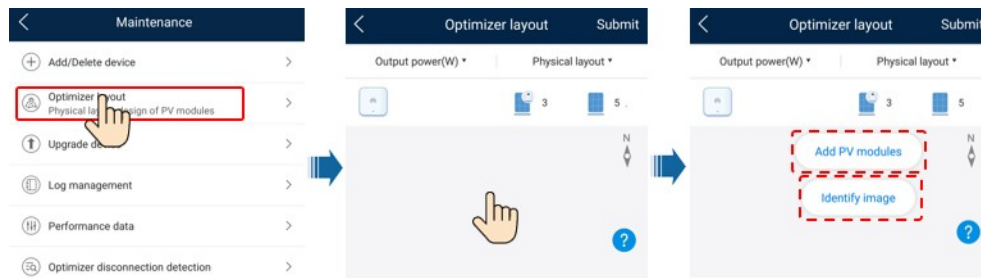 Maintenance
Add/Delete device
Optimizer layout
Physical layout design of PV modules
Upgrade device
Log management
Performance data
Optimizer disconnection detection
Optimizer layout Submit
Output power(W) Physical layout
3 5
N
?
Optimizer layout Submit
Output power(W) Physical layout
3 5
N
Add PV modules
Identify image
?